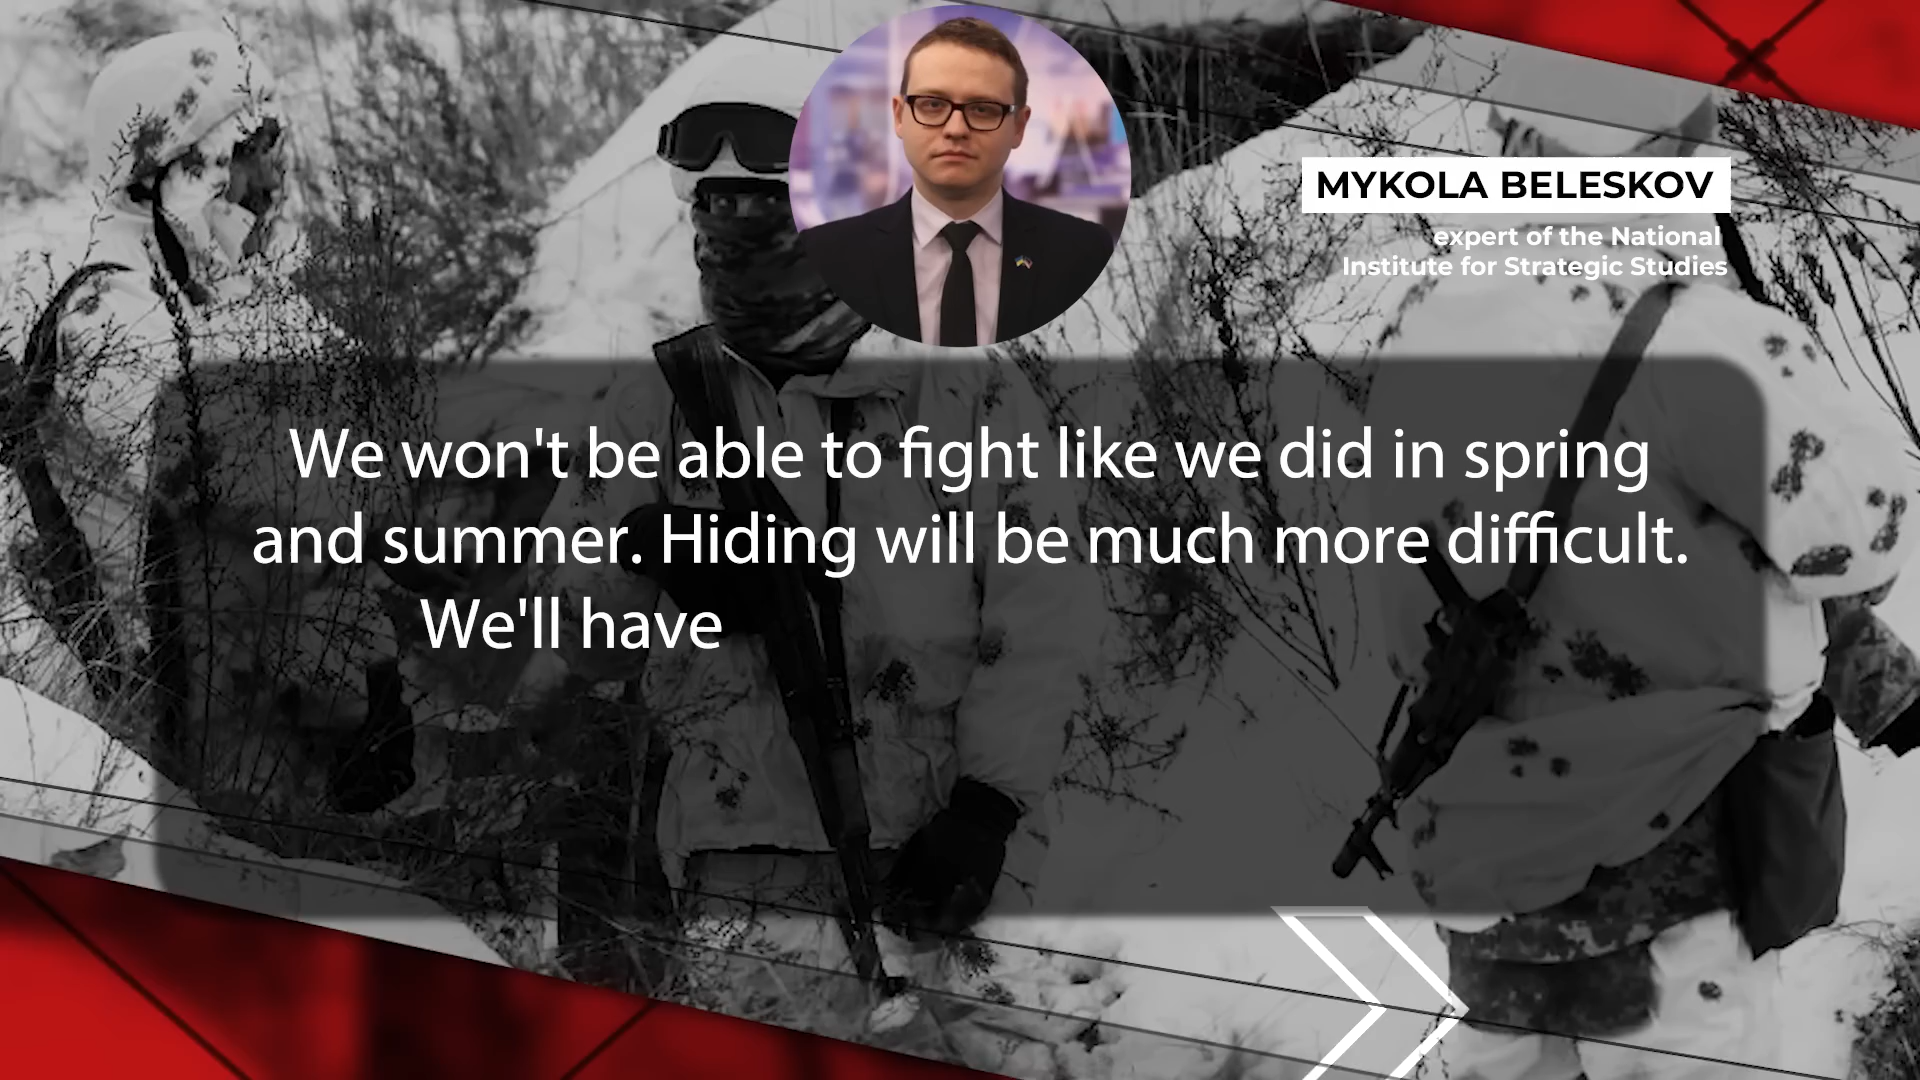 MYKOLA BELESKOV
expert of the National
Institute for Strategic Studies
We won't be able to fight like we did in spring
and summer. Hiding will be much more difficult.
We'll have